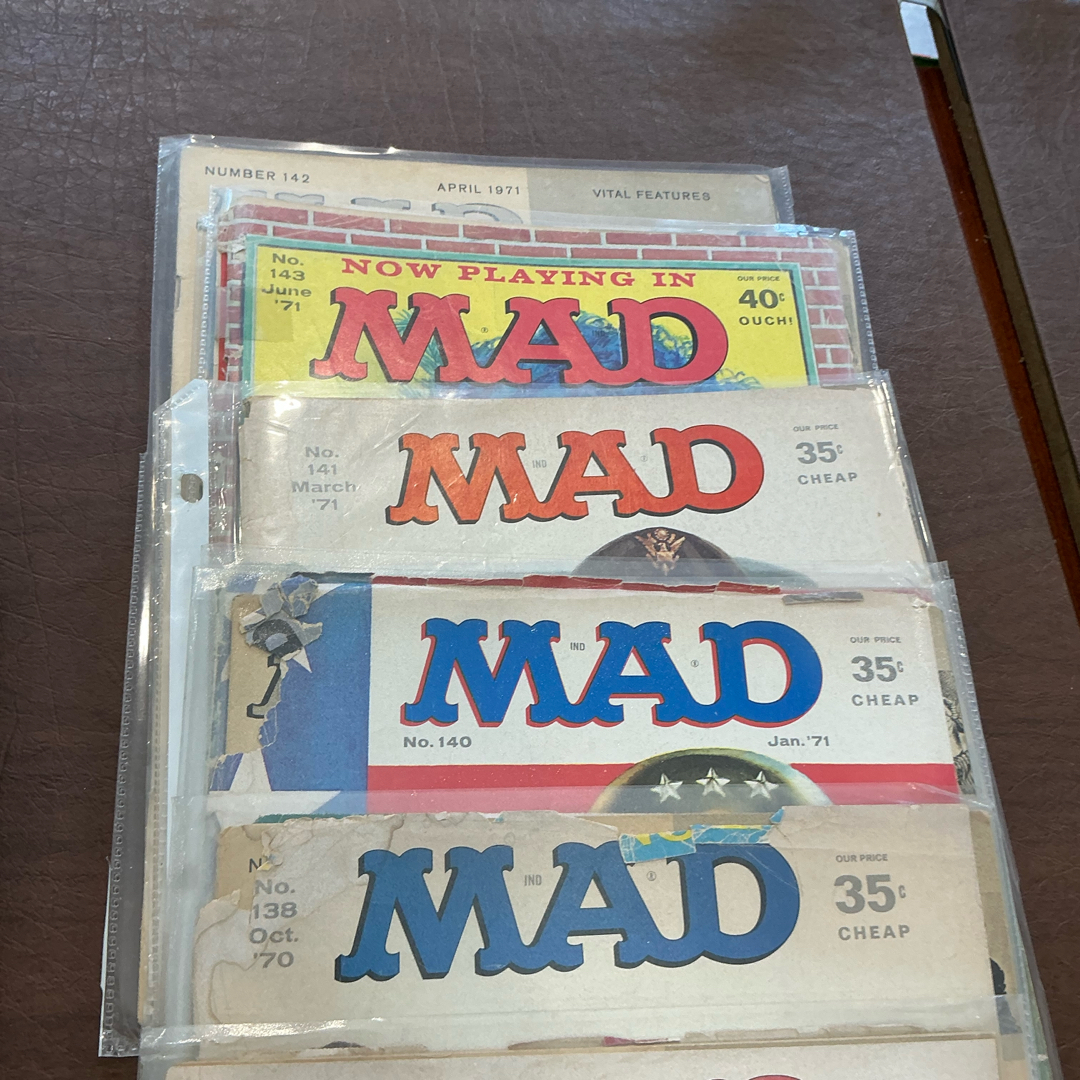 NUMBER 142
APRIL 1971
VITAL FEATURES
No.
143
June
'71
NOW PLAYING IN
MAD
OUR PRICE
40¢
OUCH!
No.
141
March
'71
MAD
IND
OUR PRICE
35¢
CHEAP
MAD
IND
No. 140
Jan. '71
OUR PRICE
35¢
CHEAP
No.
138
Oct.
'70
MAD
IND
OUR PRICE
35¢
CHEAP